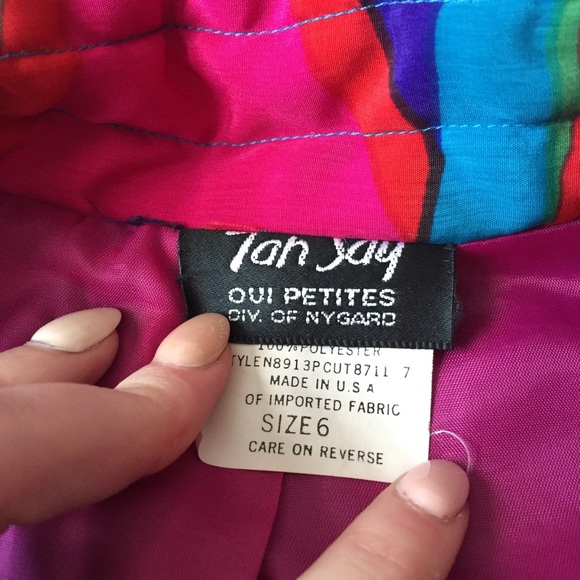 Tan Jay
OUI PETITES
DIV. OF NYGARD
100% POLYESTER
TYLEN8913PCUT8711 7
MADE IN U.S A
OF IMPORTED FABRIC
SIZE 6
CARE ON REVERSE